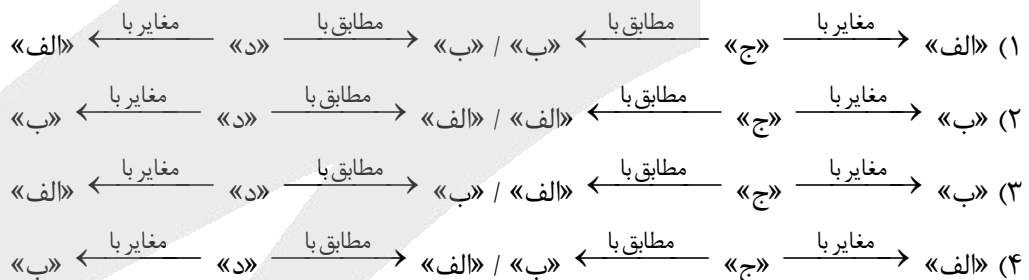 ۱) «الف» مغایر با «ج» مطابق با «ب» / «ب» مطابق با «د» مغایر با «الف»
۲) «ب» مغایر با «ج» مطابق با «الف» / «الف» مطابق با «د» مغایر با «ب»
۳) «ب» مغایر با «ج» مطابق با «الف» / «ب» مطابق با «د» مغایر با «الف»
۴) «الف» مغایر با «ج» مطابق با «ب» / «الف» مطابق با «د» مغایر با «ب»